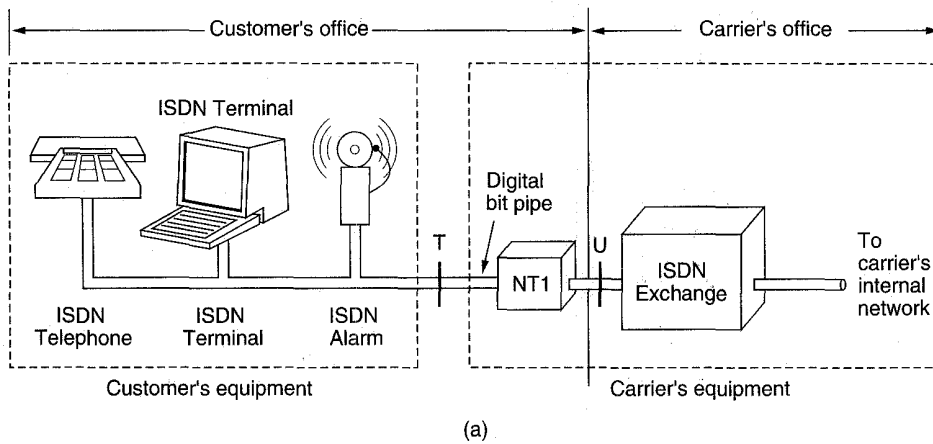 Customer's office
Carrier's office
ISDN Terminal
Digital
bit pipe
T
U
NT1
ISDN
Exchange
To
carrier's
internal
network
ISDN
Telephone
ISDN
Terminal
ISDN
Alarm
Customer's equipment
Carrier's equipment
(a)